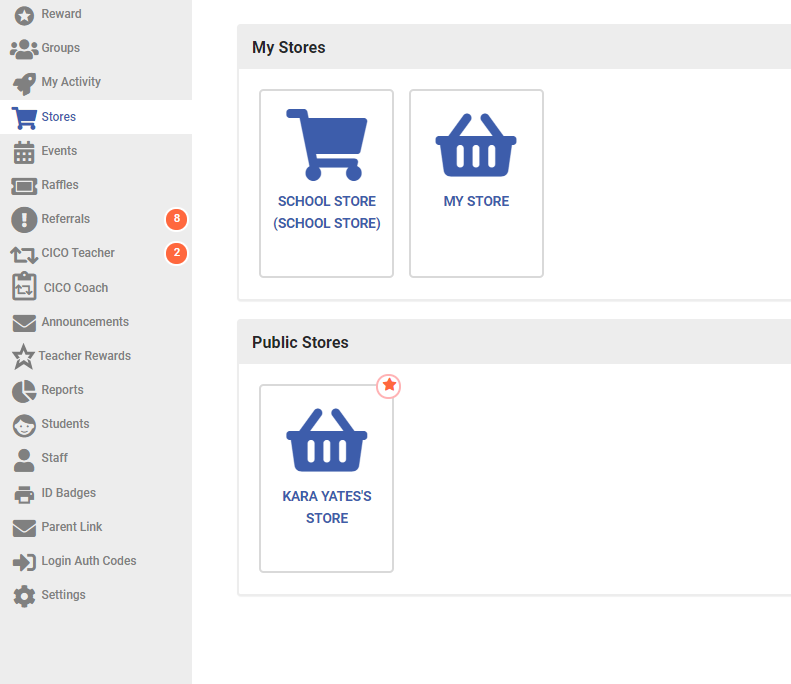 Reward
Groups
My Activity
Stores
Events
Raffles
Referrals 8
CICO Teacher 2
CICO Coach
Announcements
Teacher Rewards
Reports
Students
Staff
ID Badges
Parent Link
Login Auth Codes
Settings
My Stores
SCHOOL STORE
(SCHOOL STORE)
MY STORE
Public Stores
KARA YATES'S
STORE